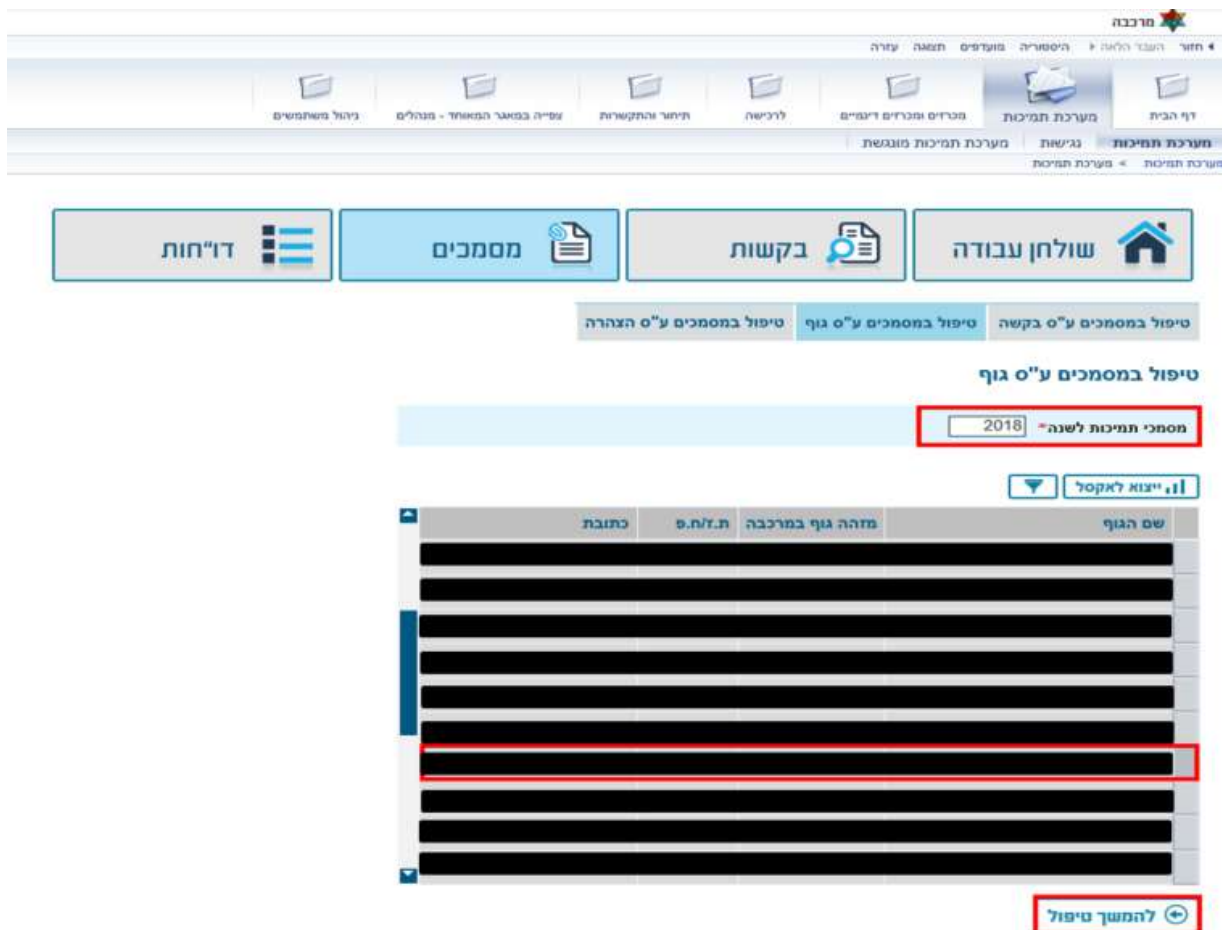 מרכבה
חזור העבר הלאה היסטוריה מועדפים תצוגה עזרה
דף הבית מערכת תמיכות מכרזים ומכרזים דינמיים לרכישה תיחור והתקשרות צפייה במאגר המאוחד - מנהלים ניהול משתמשים
מערכת תמיכות נגישות מערכת תמיכות מונגשת
מערכת תמיכות > מערכת תמיכות
שולחן עבודה בקשות מסמכים דו"חות
טיפול במסמכים ע"ס בקשה טיפול במסמכים ע"ס גוף טיפול במסמכים ע"ס הצהרה
טיפול במסמכים ע"ס גוף
מסמכי תמיכות לשנה* 2018
ייצוא לאקסל
שם הגוף מזהה גוף במרכבה ת.ז/ח.פ כתובת
להמשך טיפול